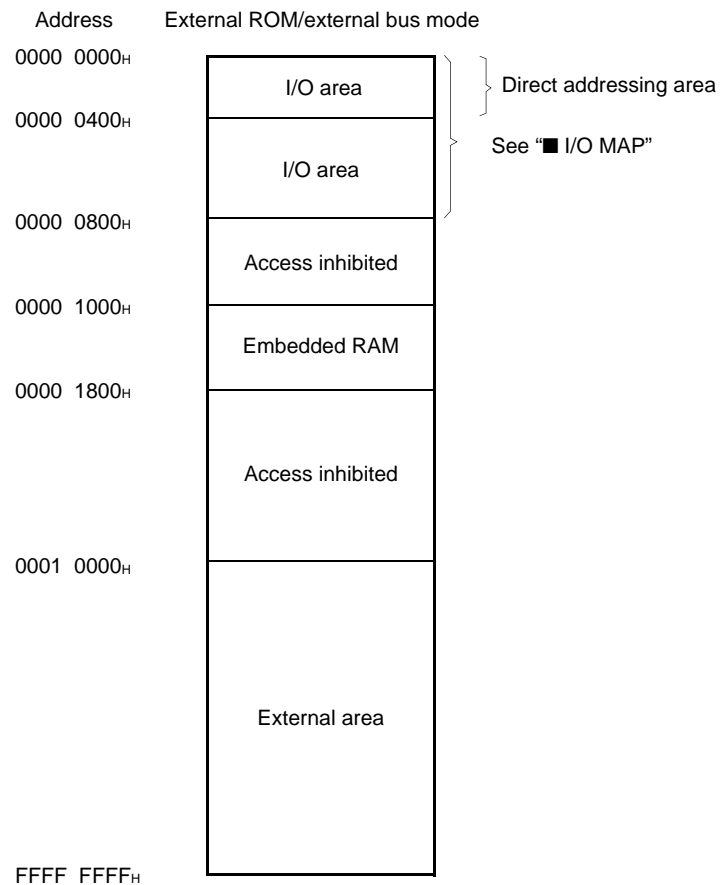 Address External ROM/external bus mode
0000 0000H
I/O area
Direct addressing area
0000 0400H
See “■ I/O MAP”
I/O area
0000 0800H
Access inhibited
0000 1000H
Embedded RAM
0000 1800H
Access inhibited
0001 0000H
External area
FFFF FFFFH